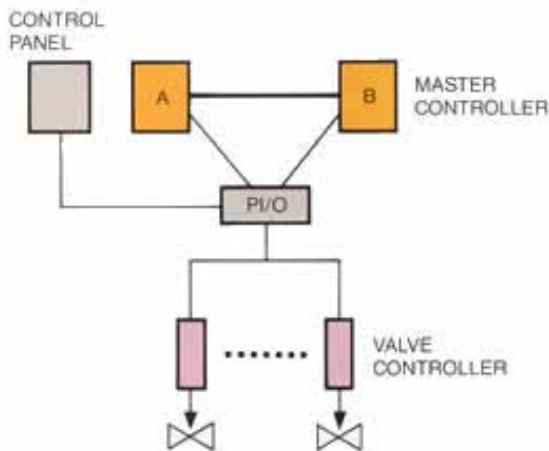 CONTROL
PANEL
A
B
MASTER
CONTROLLER
PI/O
VALVE
CONTROLLER